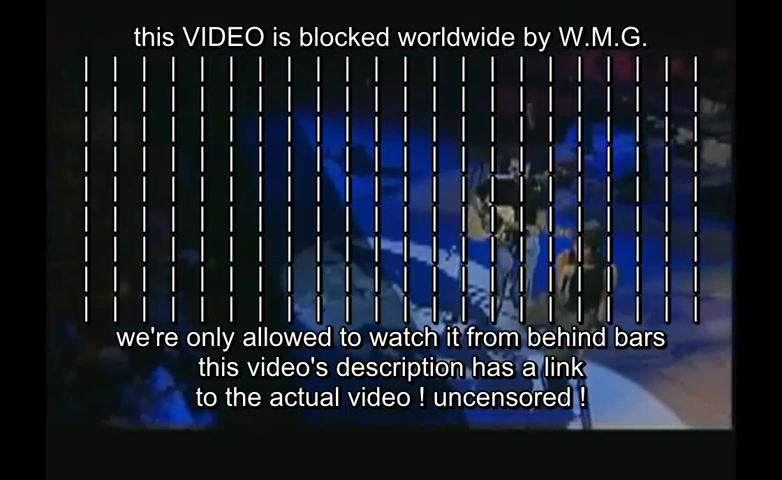 this VIDEO is blocked worldwide by W.M.G.
| | | | | | | | | | | | | | | | | | | | | |
| | | | | | | | | | | | | | | | | | | | | |
| | | | | | | | | | | | | | | | | | | | | |
| | | | | | | | | | | | | | | | | | | | | |
| | | | | | | | | | | | | | | | | | | | | |
| | | | | | | | | | | | | | | | | | | | | |
| | | | | | | | | | | | | | | | | | | | | |
| | | | | | | | | | | | | | | | | | | | | |
| | | | | | | | | | | | | | | | | | | | | |
we're only allowed to watch it from behind bars
this video's description has a link
to the actual video ! uncensored !